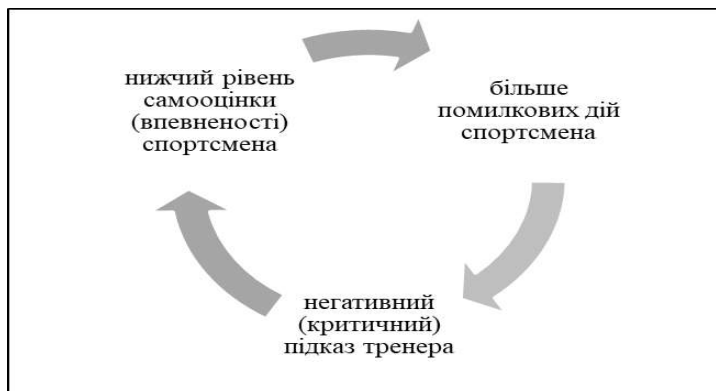 нижчий рівень
самооцінки
(впевненості)
спортсмена
більше
помилкових дій
спортсмена
негативний
(критичний)
підказ тренера